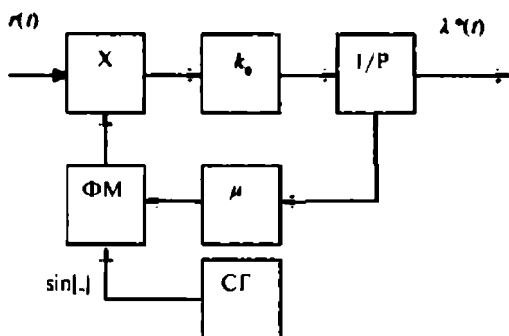 r(t)
λ*(t)
X
k₀
1/P
ФМ
μ
sin[..]
СГ